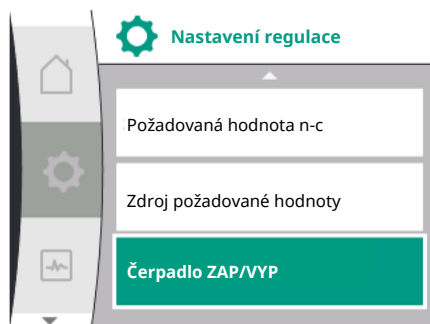 Nastavení regulace
Požadovaná hodnota n-c
Zdroj požadované hodnoty
Čerpadlo ZAP/VYP